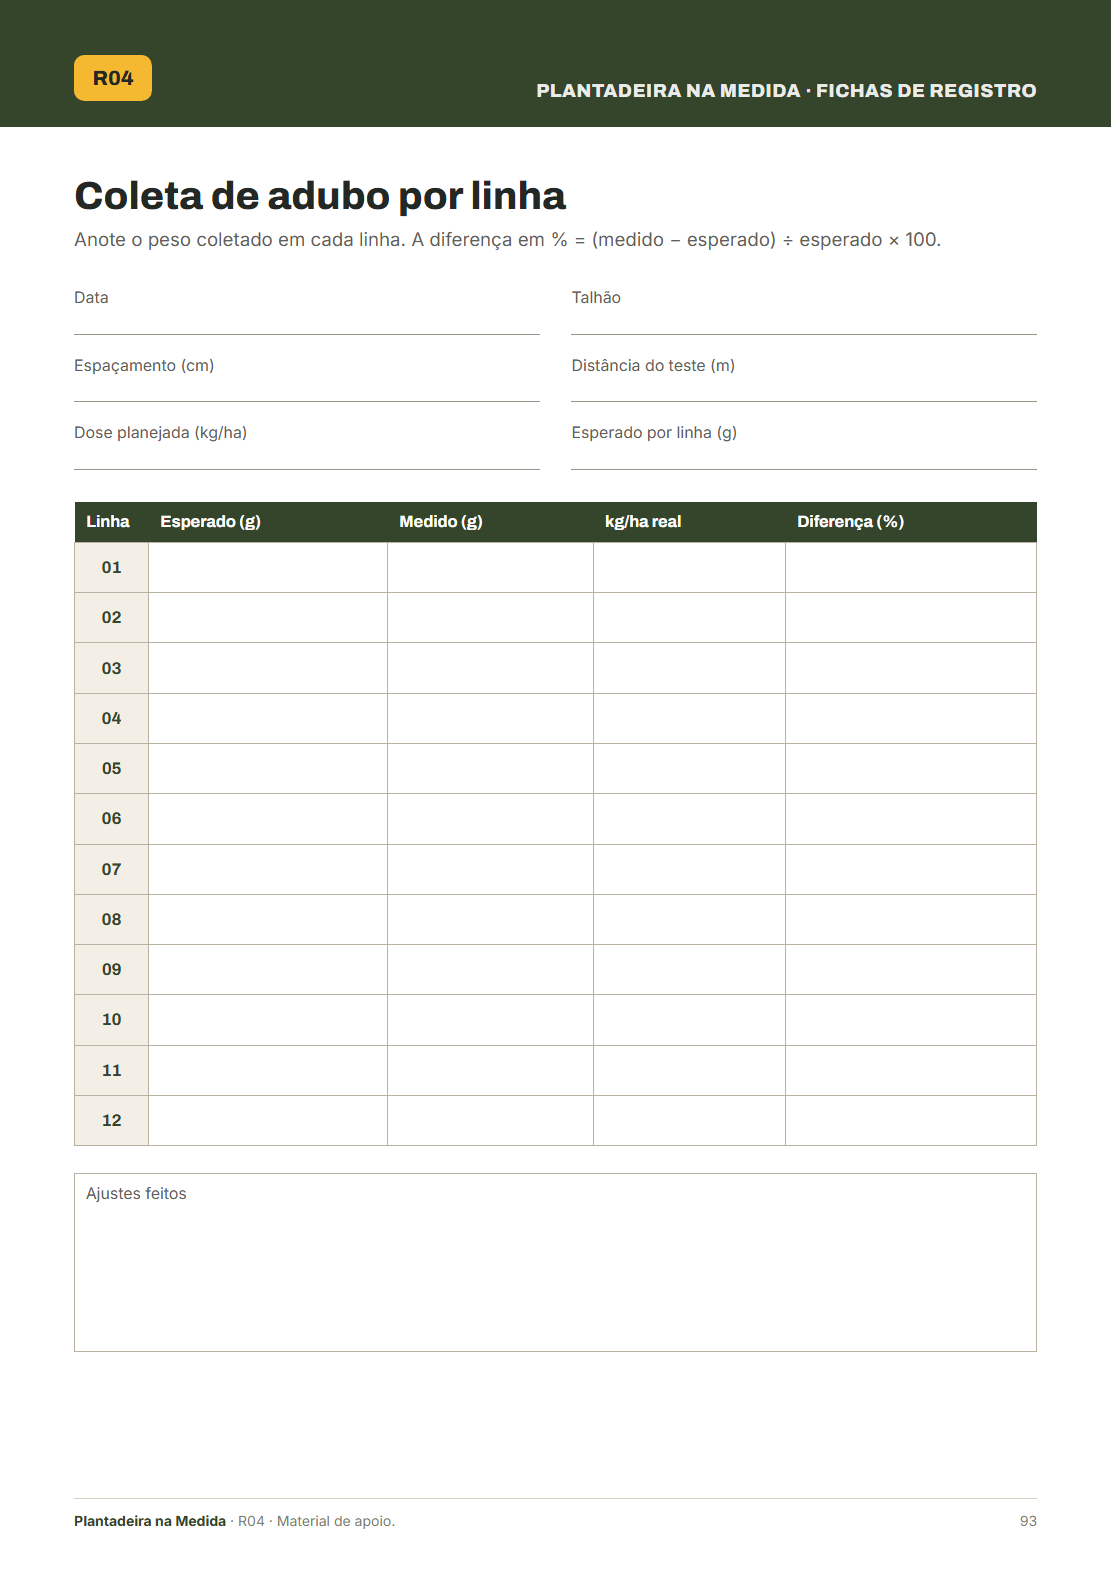 R04
PLANTADEIRA NA MEDIDA · FICHAS DE REGISTRO
Coleta de adubo por linha
Anote o peso coletado em cada linha. A diferença em % = (medido − esperado) ÷ esperado × 100.
Data
Talhão
Espaçamento (cm)
Distância do teste (m)
Dose planejada (kg/ha)
Esperado por linha (g)
Linha Esperado (g) Medido (g) kg/ha real Diferença (%)
01
02
03
04
05
06
07
08
09
10
11
12
Ajustes feitos
Plantadeira na Medida · R04 · Material de apoio. 93